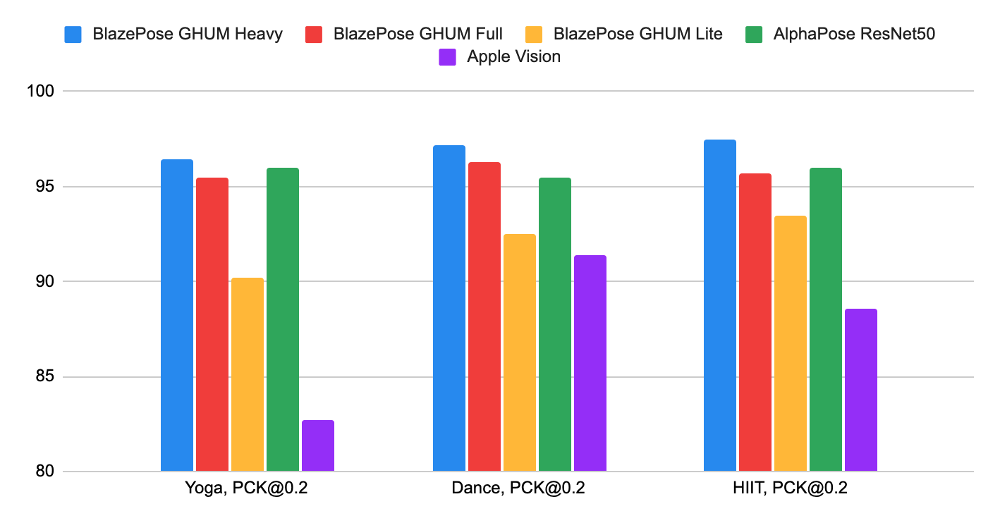 BlazePose GHUM Heavy BlazePose GHUM Full BlazePose GHUM Lite AlphaPose ResNet50
Apple Vision
100
95
90
85
80
Yoga, PCK@0.2 Dance, PCK@0.2 HIIT, PCK@0.2